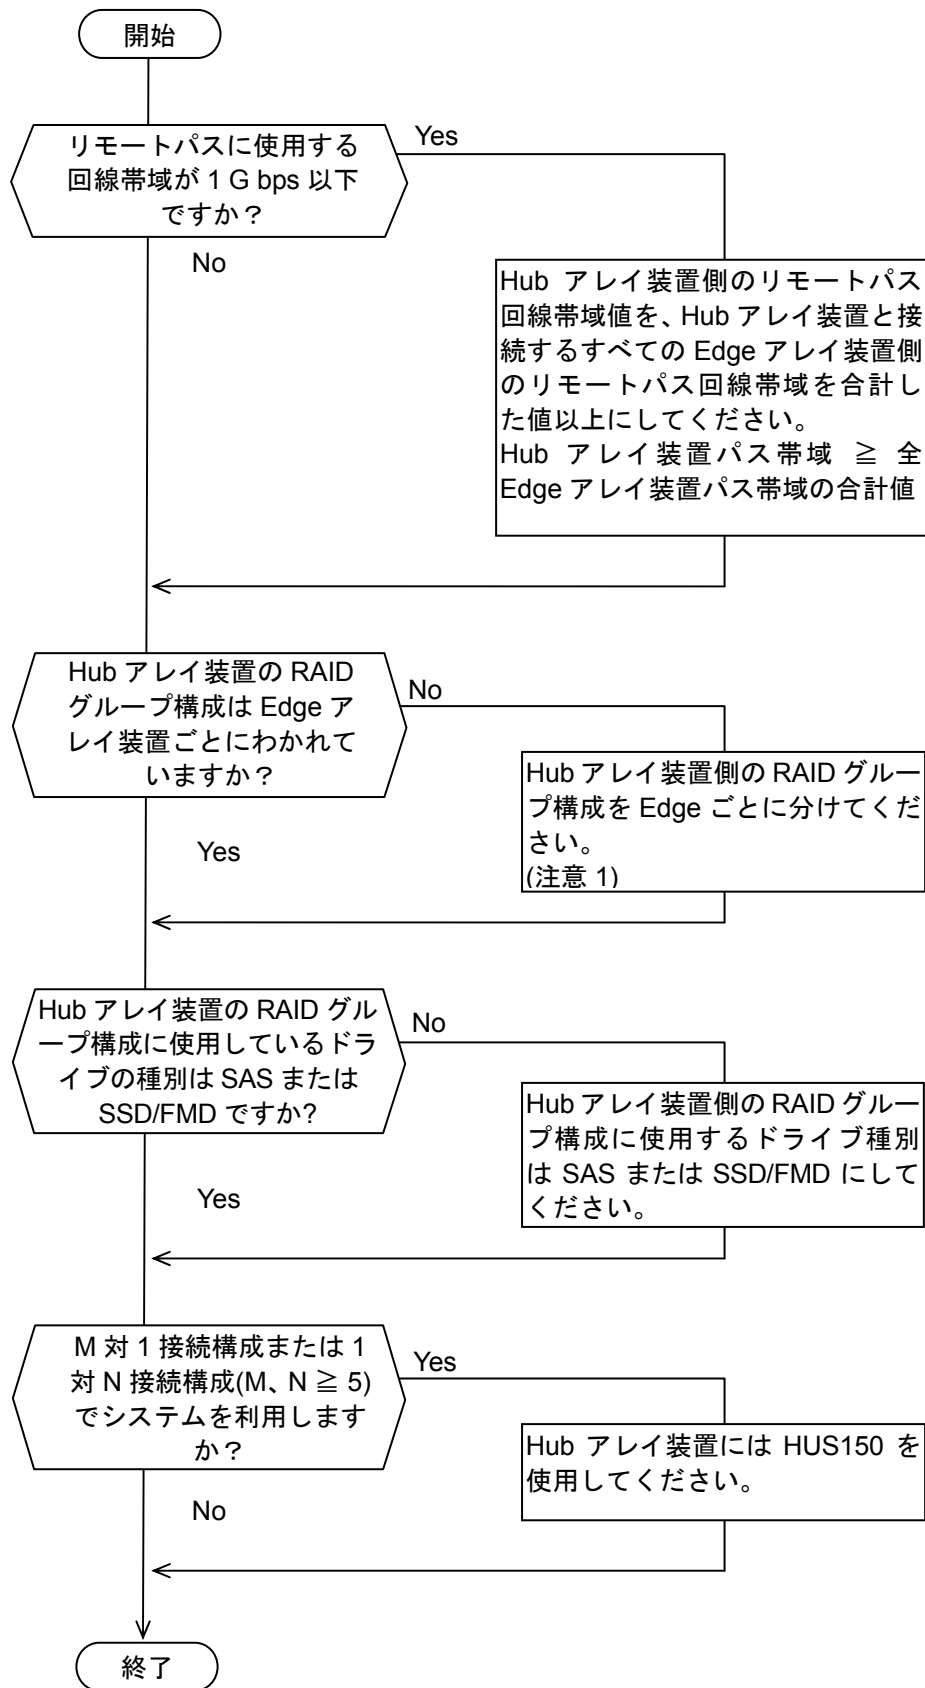 開始
リモートパスに使用する
回線帯域が 1 G bps 以下
ですか？
Yes
No
Hub アレイ装置側のリモートパス
回線帯域値を、Hub アレイ装置と接
続するすべての Edge アレイ装置側
のリモートパス回線帯域を合計し
た値以上にしてください。
Hub アレイ装置パス帯域 ≧ 全
Edge アレイ装置パス帯域の合計値
Hub アレイ装置の RAID
グループ構成は Edge ア
レイ装置ごとにわかれて
いますか？
No
Yes
Hub アレイ装置側の RAID グルー
プ構成を Edge ごとに分けてくだ
さい。
(注意 1)
Hub アレイ装置の RAID グル
ープ構成に使用しているドラ
イブの種別は SAS または
SSD/FMD ですか?
No
Yes
Hub アレイ装置側の RAID グルー
プ構成に使用するドライブ種別
は SAS または SSD/FMD にして
ください。
M 対 1 接続構成または 1
対 N 接続構成(M、N ≧ 5)
でシステムを利用します
か？
Yes
No
Hub アレイ装置には HUS150 を
使用してください。
終了